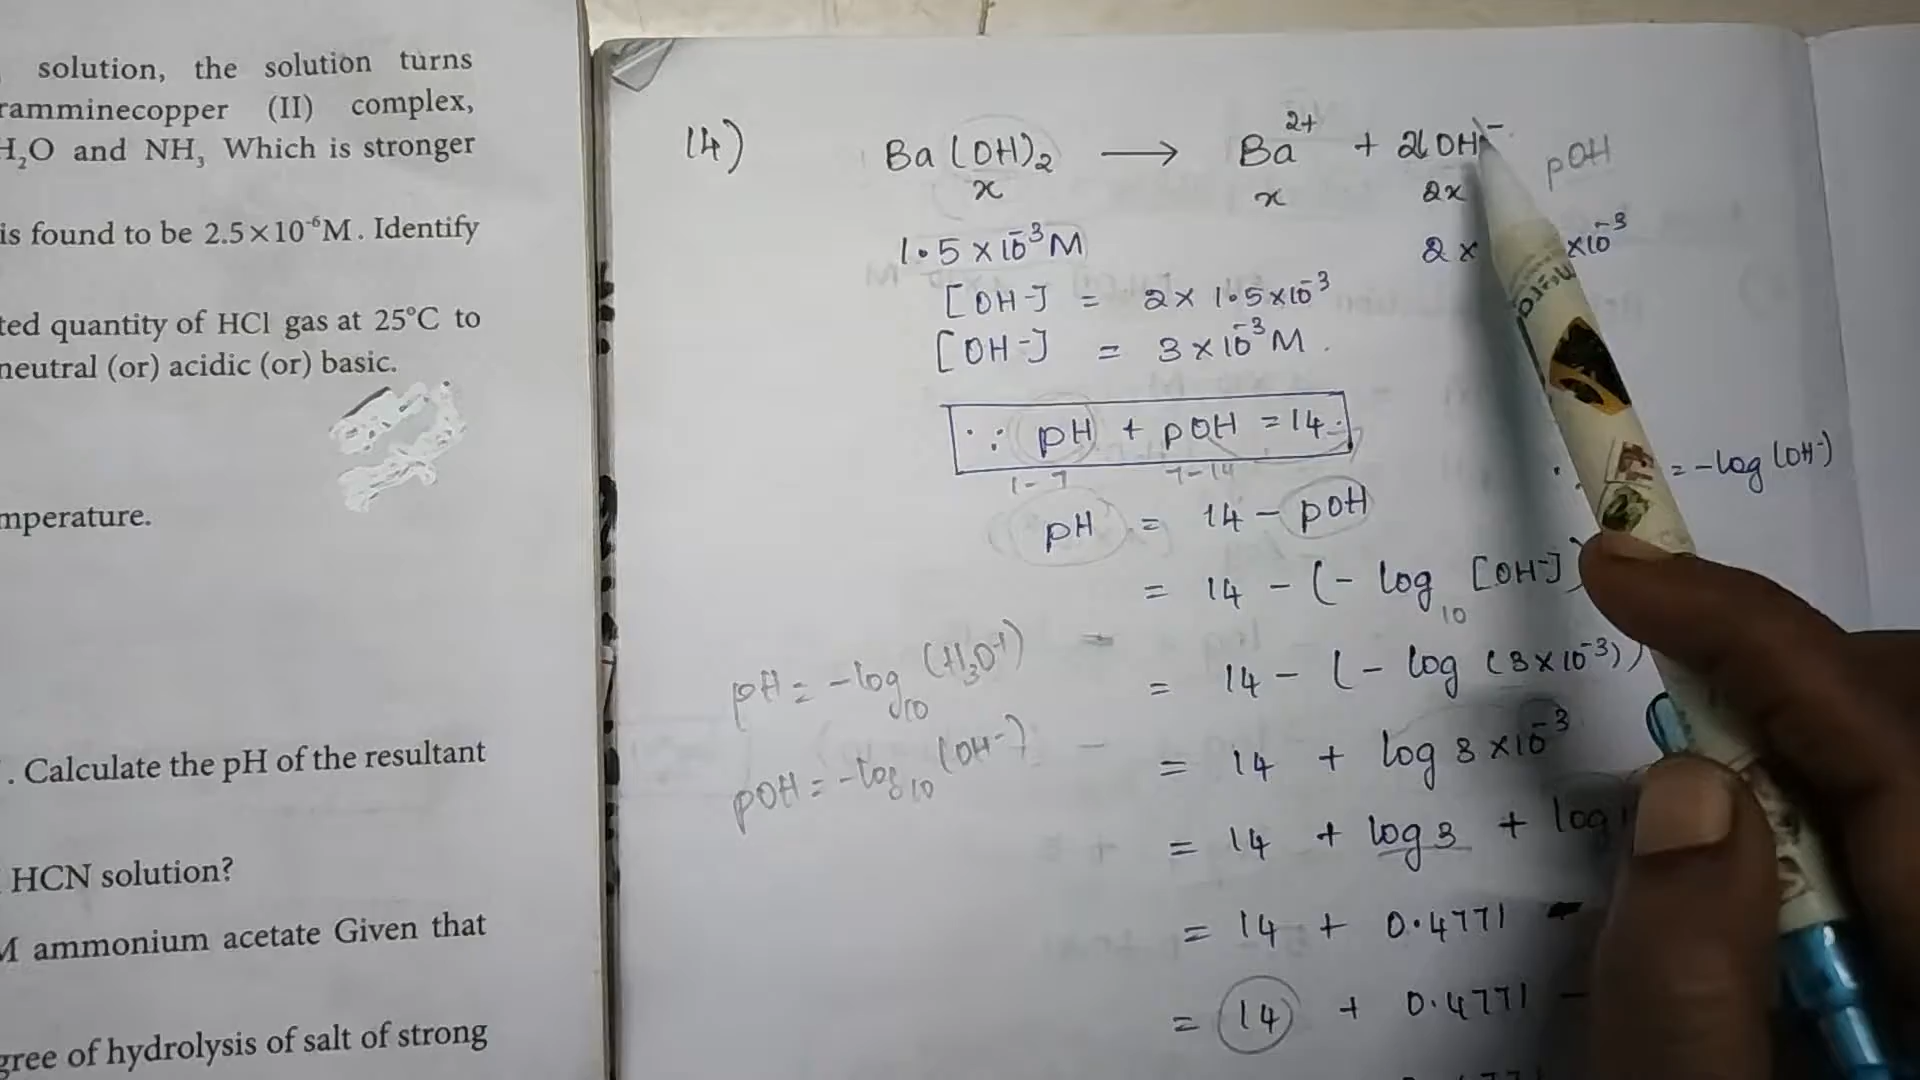 solution, the solution turns
ramminecopper (II) complex,
H₂O and NH₃ Which is stronger
is found to be 2.5×10⁻⁶M. Identify
ted quantity of HCl gas at 25°C to
neutral (or) acidic (or) basic.
mperature.
. Calculate the pH of the resultant
HCN solution?
M ammonium acetate Given that
gree of hydrolysis of salt of strong
14) Ba(OH)₂ ⟶ Ba²⁺ + 2OH⁻ pOH
x x 2x
1.5×10⁻³M 2× ×10⁻³
[OH-] = 2×1.5×10⁻³
[OH-] = 3×10⁻³M.
∵ pH + pOH = 14.
1-7 7-14
= -log(OH⁻)
pH = 14 - pOH
= 14 - (- log₁₀ [OH⁻])
pH = -log₁₀ (H₃O⁺) = = 14 - (- log (3×10⁻³))
pOH = -log₁₀ (OH⁻) = 14 + log 3×10⁻³
= 14 + log 3 + log
= 14 + 0.4771 -
= 14 + 0.4771 -